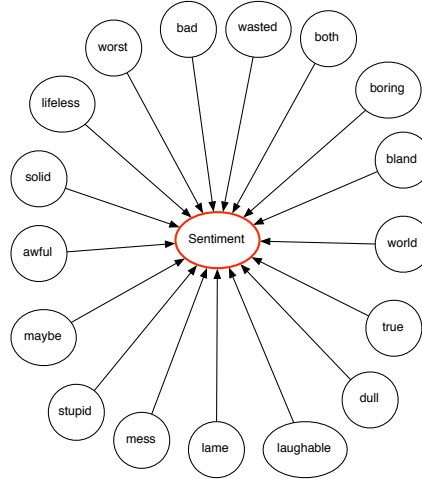 bad
wasted
both
worst
boring
lifeless
bland
solid
Sentiment
world
awful
true
maybe
dull
stupid
mess
lame
laughable